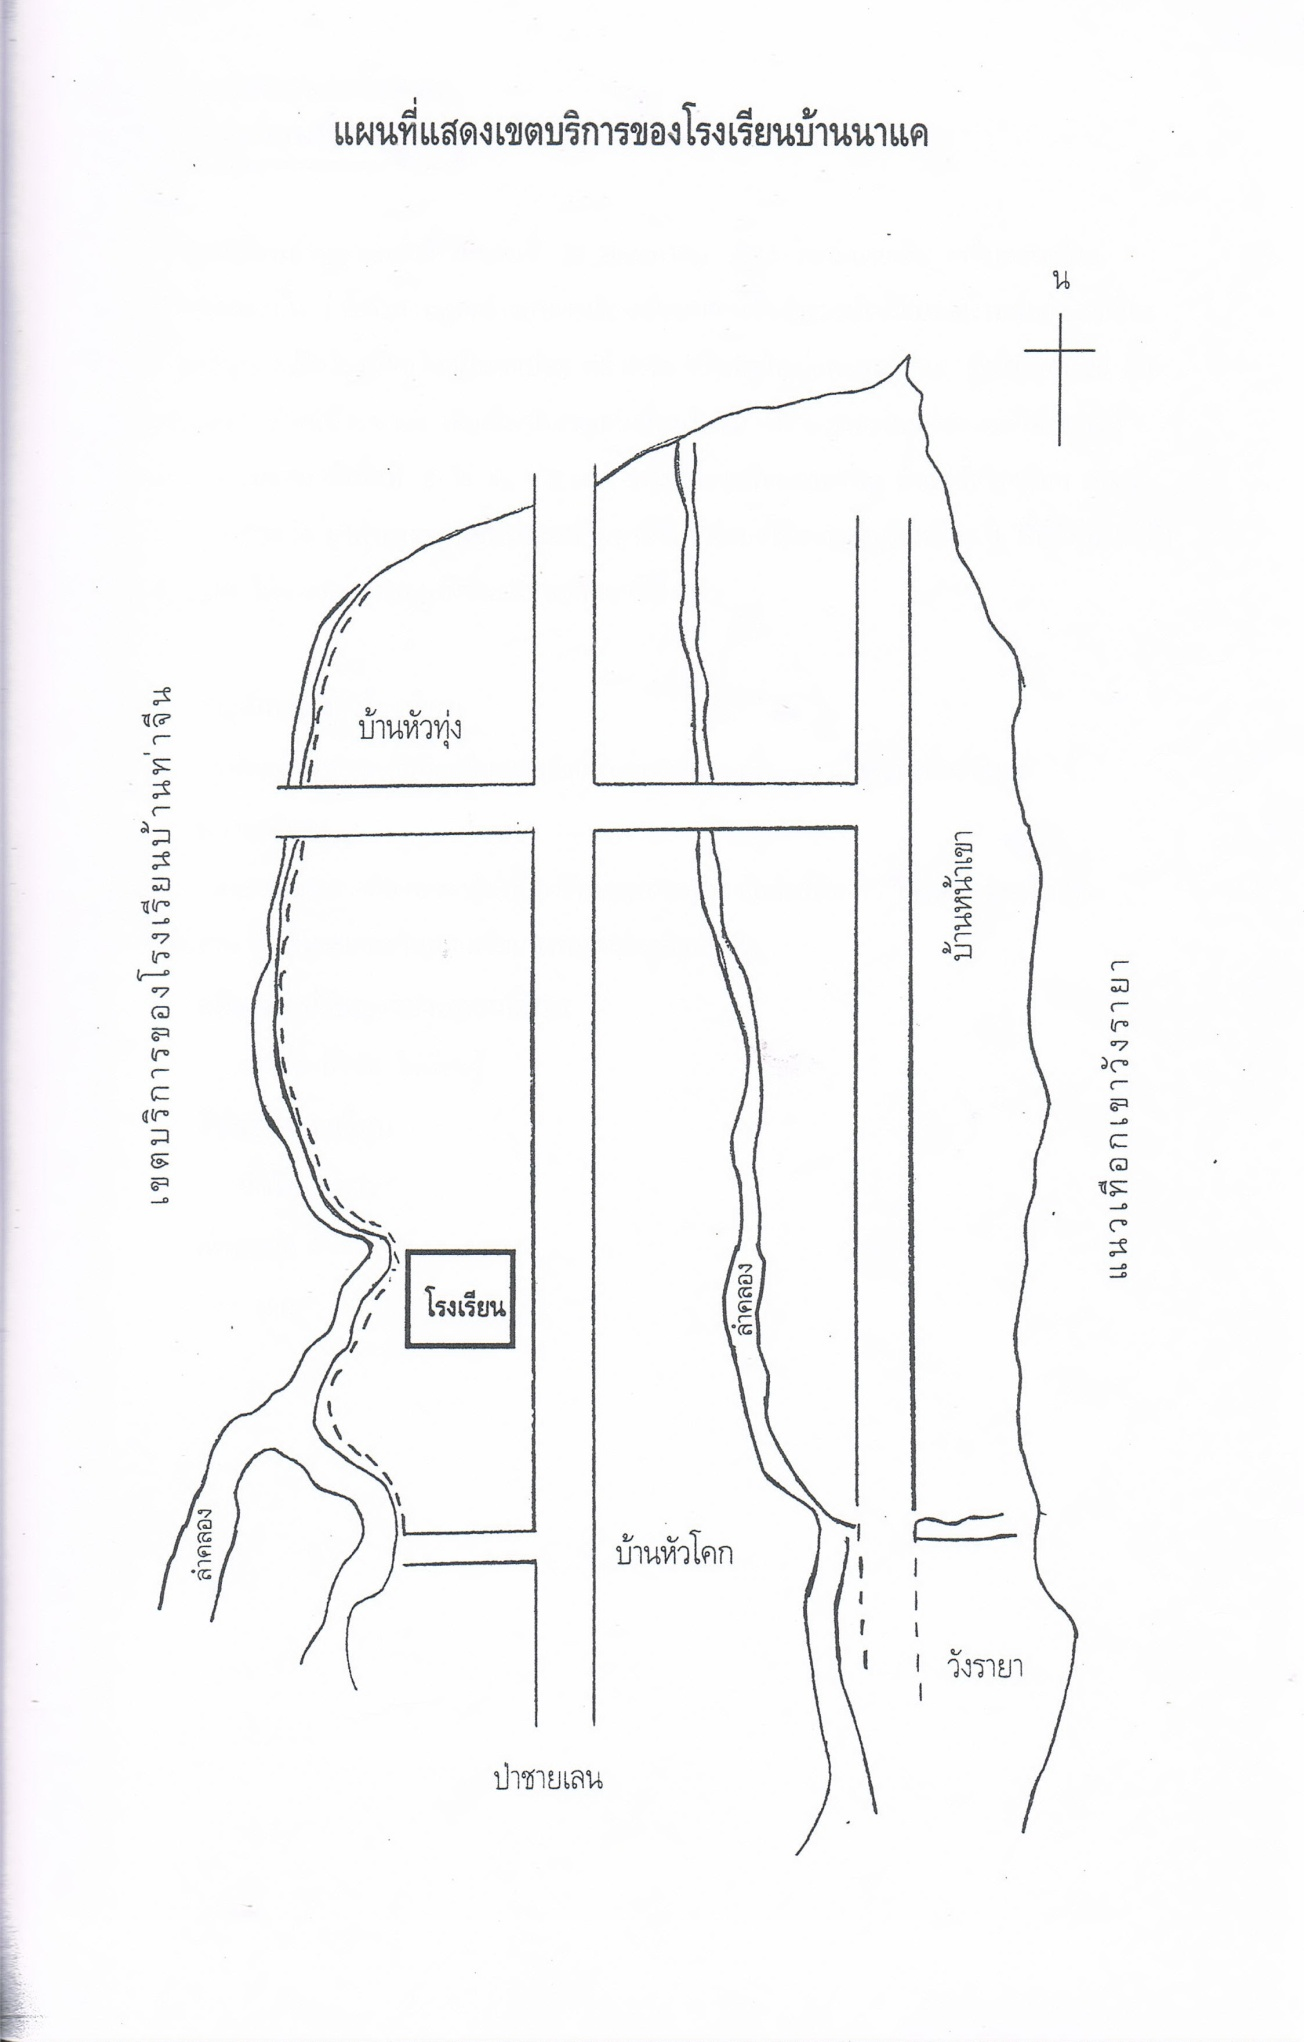 แผนที่แสดงเขตบริการของโรงเรียนบ้านนาแค
น
บ้านหัวทุ่ง
เขตบริการของโรงเรียนบ้านท่าจีน
บ้านหน้าเขา
แนวเทือกเขาวังรายา
โรงเรียน
ลำคลอง
ลำคลอง
บ้านหัวโคก
วังรายา
ป่าชายเลน